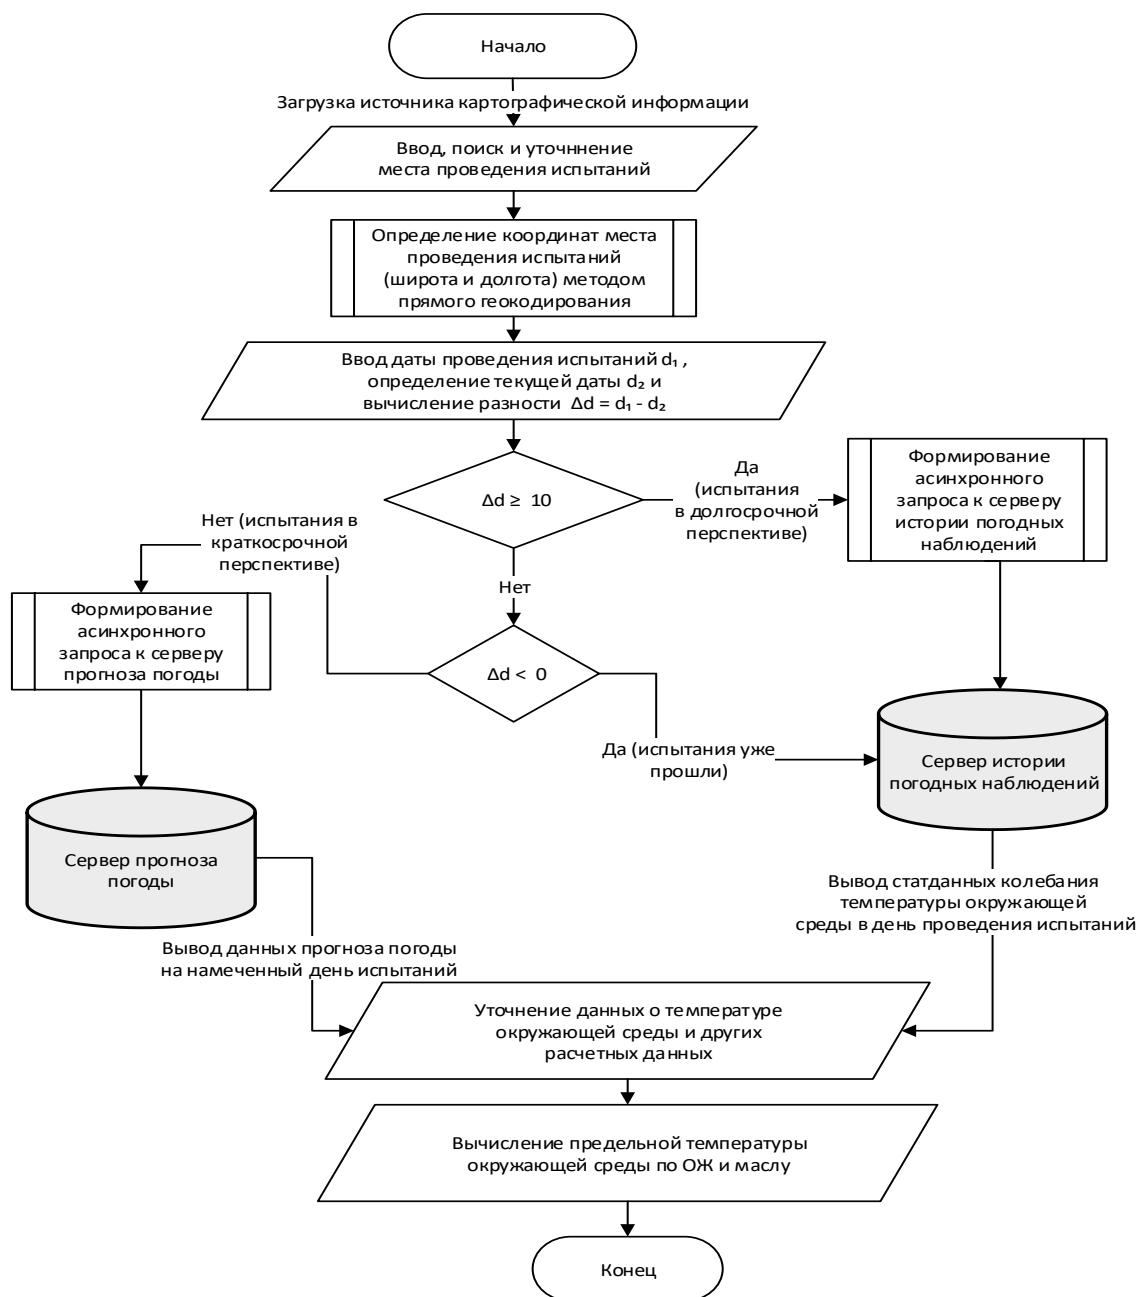 Начало
Загрузка источника картографической информации
Ввод, поиск и уточннение
места проведения испытаний
Определение координат места
проведения испытаний
(широта и долгота) методом
прямого геокодирования
Ввод даты проведения испытаний d₁ ,
определение текущей даты d₂ и
вычисление разности Δd = d₁ - d₂
Δd ≥ 10
Да
(испытания
в долгосрочной
перспективе)
Формирование
асинхронного
запроса к серверу
истории погодных
наблюдений
Нет (испытания в
краткосрочной
перспективе)
Нет
Формирование
асинхронного
запроса к серверу
прогноза погоды
Δd < 0
Да (испытания уже
прошли)
Сервер истории
погодных наблюдений
Сервер прогноза
погоды
Вывод статданных колебания
температуры окружающей
среды в день проведения испытаний
Вывод данных прогноза погоды
на намеченный день испытаний
Уточнение данных о температуре
окружающей среды и других
расчетных данных
Вычисление предельной температуры
окружающей среды по ОЖ и маслу
Конец